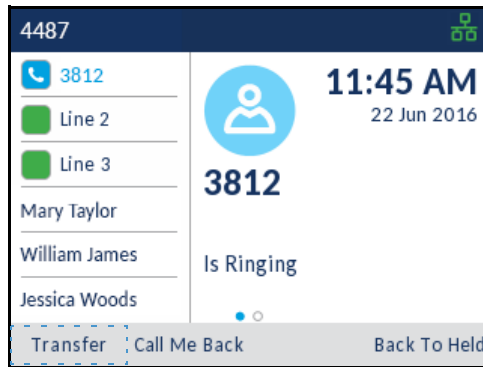 4487
3812
Line 2
Line 3
Mary Taylor
William James
Jessica Woods
11:45 AM
22 Jun 2016
3812
Is Ringing
Transfer Call Me Back Back To Held